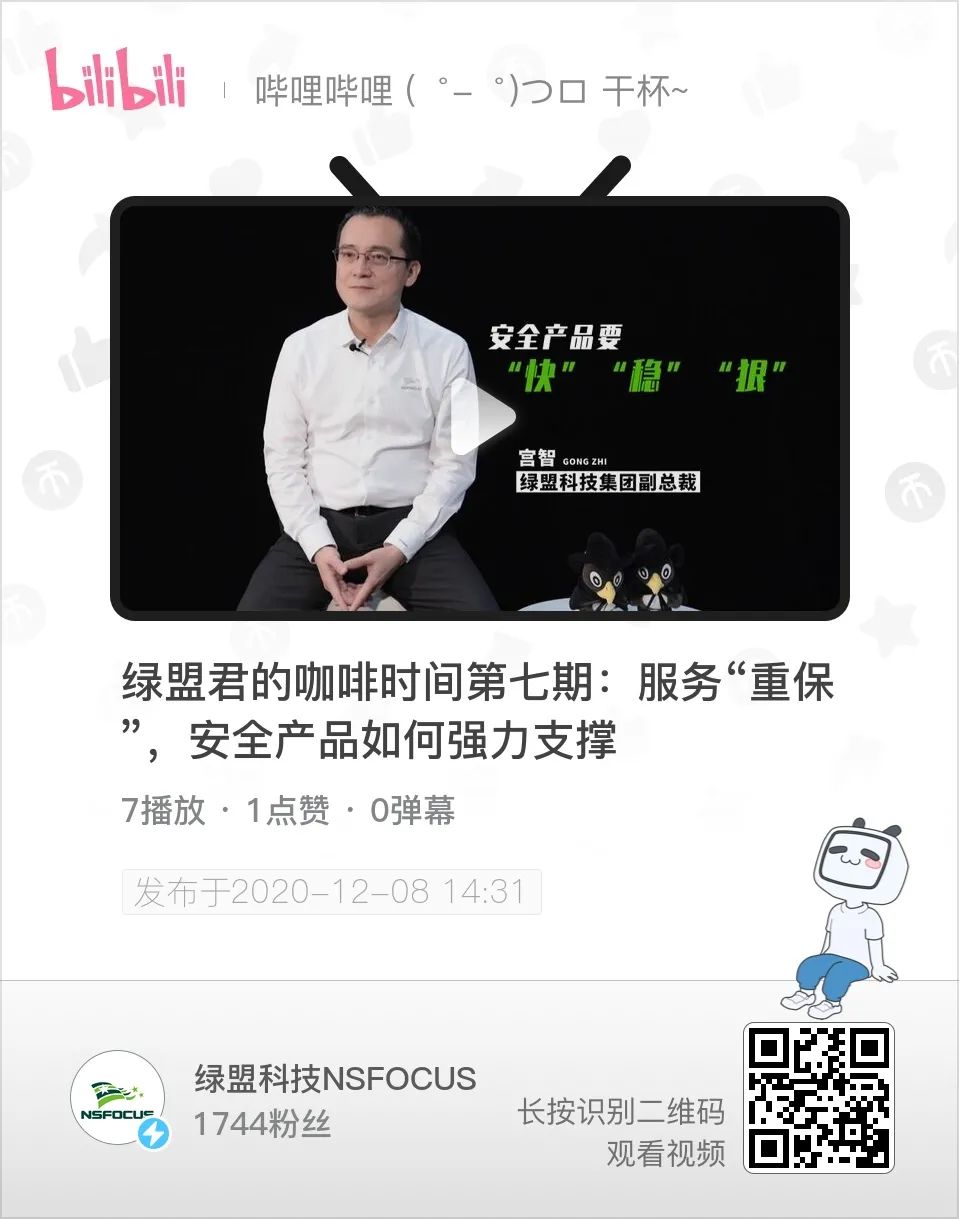 bilibili
哔哩哔哩 ( ゜- ゜)つロ 干杯~
安全产品要
“快” “稳” “狠”
宫智 GONG ZHI
绿盟科技集团副总裁
绿盟君的咖啡时间第七期：服务“重保
”，安全产品如何强力支撑
7播放 · 1点赞 · 0弹幕
发布于2020-12-08 14:31
NSFOCUS
绿盟科技NSFOCUS
1744粉丝
长按识别二维码
观看视频